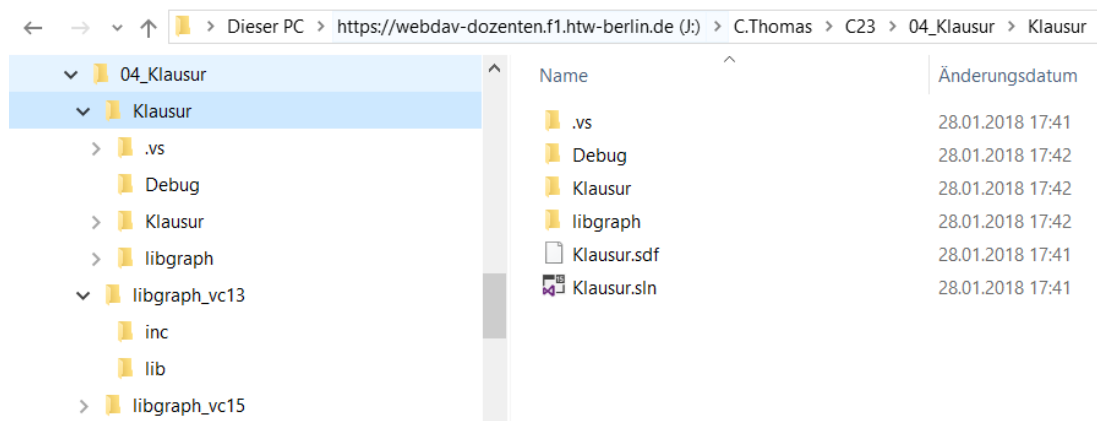 Dieser PC > https://webdav-dozenten.f1.htw-berlin.de (J:) > C.Thomas > C23 > 04_Klausur > Klausur
04_Klausur
Klausur
.vs
Debug
Klausur
libgraph
libgraph_vc13
inc
lib
libgraph_vc15
Name Änderungsdatum
.vs 28.01.2018 17:41
Debug 28.01.2018 17:42
Klausur 28.01.2018 17:42
libgraph 28.01.2018 17:42
Klausur.sdf 28.01.2018 17:41
Klausur.sln 28.01.2018 17:41